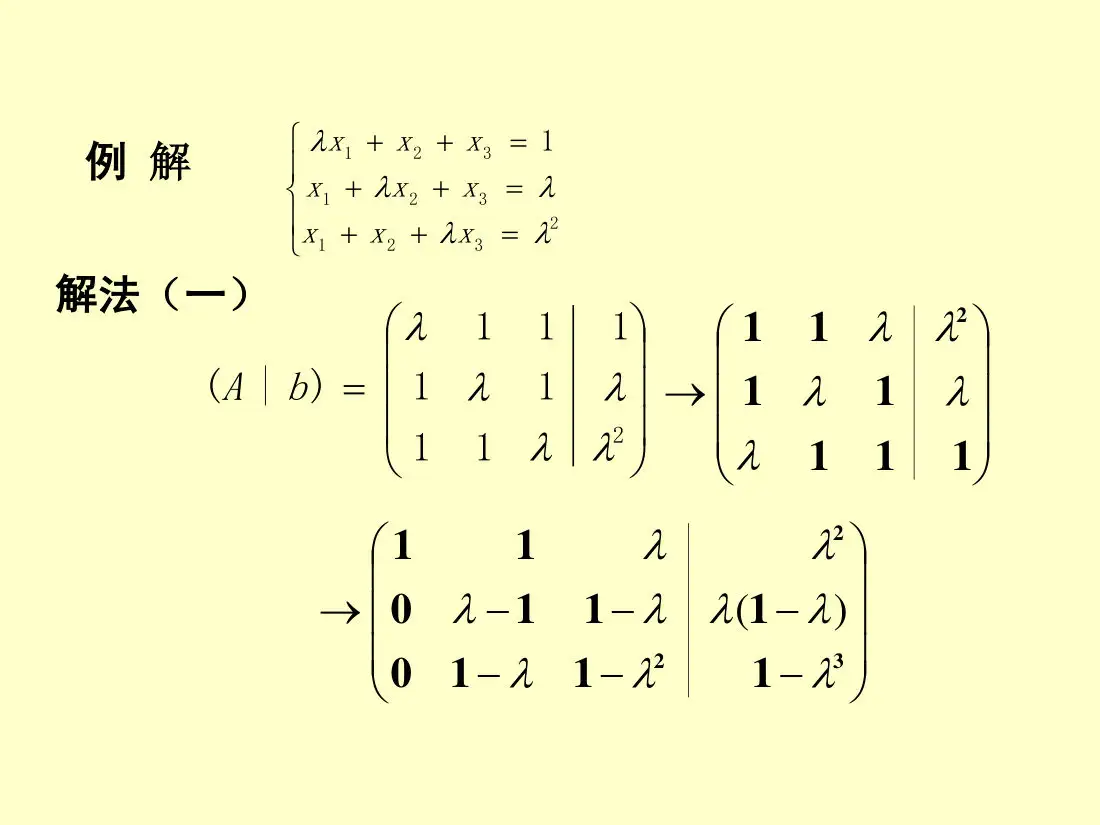 例 解
λx₁ + x₂ + x₃ = 1
x₁ + λx₂ + x₃ = λ
x₁ + x₂ + λx₃ = λ²
解法（一）
(A | b) = ( λ 1 1 | 1 ; 1 λ 1 | λ ; 1 1 λ | λ² ) → ( 1 1 λ | λ² ; 1 λ 1 | λ ; λ 1 1 | 1 )
→ ( 1 1 λ | λ² ; 0 λ−1 1−λ | λ(1−λ) ; 0 1−λ 1−λ² | 1−λ³ )